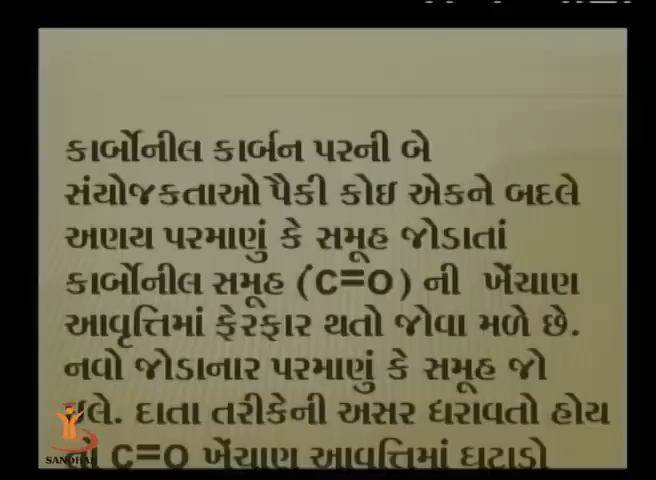 કાર્બોનીલ કાર્બન પરની બે
સંયોજકતાઓ પૈકી કોઇ એકને બદલે
અણય પરમાણું કે સમૂહ જોડાતાં
કાર્બોનીલ સમૂહ (C=O) ની ખેંચાણ
આવૃત્તિમાં ફેરફાર થતો જોવા મળે છે.
નવો જોડાનાર પરમાણું કે સમૂહ જો
દાતા તરીકેની અસર ધરાવતો હોય
C=O ખેંચાણ આવૃત્તિમાં ઘટાડો
SANDHAN